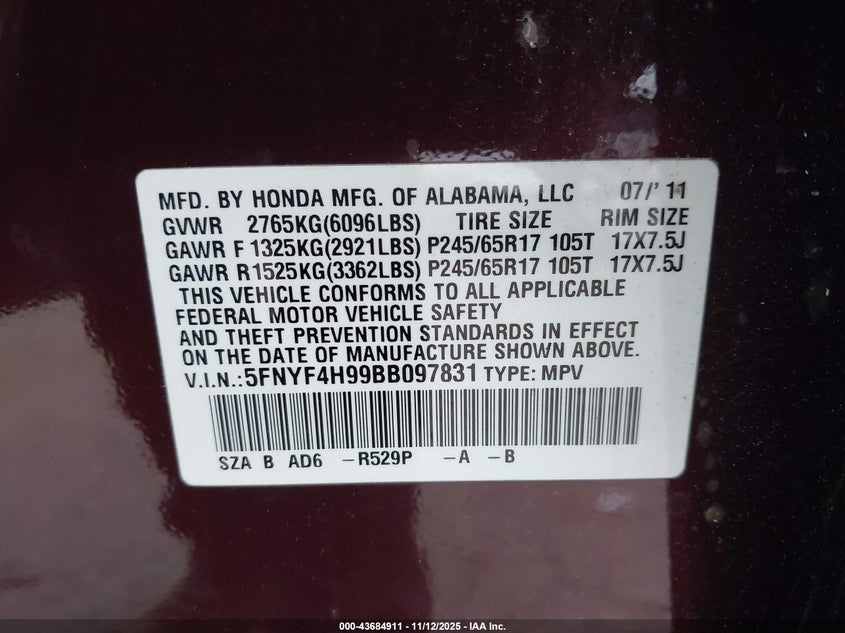 MFD. BY HONDA MFG. OF ALABAMA, LLC 07/'11
GVWR 2765KG(6096LBS) TIRE SIZE RIM SIZE
GAWR F 1325KG(2921LBS) P245/65R17 105T 17X7.5J
GAWR R 1525KG(3362LBS) P245/65R17 105T 17X7.5J
THIS VEHICLE CONFORMS TO ALL APPLICABLE
FEDERAL MOTOR VEHICLE SAFETY
AND THEFT PREVENTION STANDARDS IN EFFECT
ON THE DATE OF MANUFACTURE SHOWN ABOVE.
V.I.N.:5FNYF4H99BB097831 TYPE: MPV
SZA B AD6 –R529P –A –B
000-43684911 - 11/12/2025 - IAA Inc.